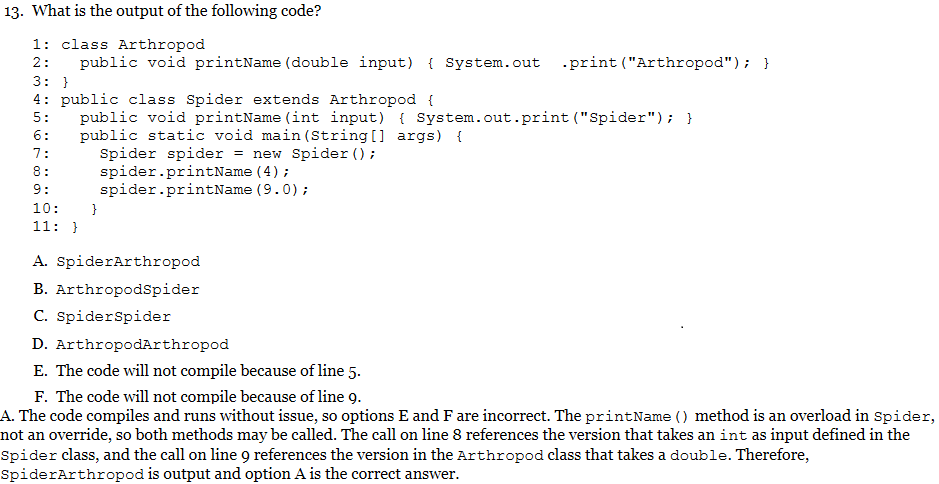 13. What is the output of the following code?
1: class Arthropod
2: public void printName(double input) { System.out .print("Arthropod"); }
3: }
4: public class Spider extends Arthropod {
5: public void printName(int input) { System.out.print("Spider"); }
6: public static void main(String[] args) {
7: Spider spider = new Spider();
8: spider.printName(4);
9: spider.printName(9.0);
10: }
11: }
A. SpiderArthropod
B. ArthropodSpider
C. SpiderSpider
D. ArthropodArthropod
E. The code will not compile because of line 5.
F. The code will not compile because of line 9.
A. The code compiles and runs without issue, so options E and F are incorrect. The printName() method is an overload in Spider,
not an override, so both methods may be called. The call on line 8 references the version that takes an int as input defined in the
Spider class, and the call on line 9 references the version in the Arthropod class that takes a double. Therefore,
SpiderArthropod is output and option A is the correct answer.